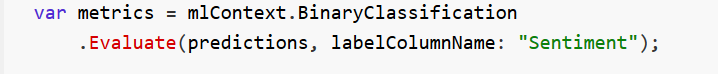 var metrics = mlContext.BinaryClassification
.Evaluate(predictions, labelColumnName: "Sentiment");